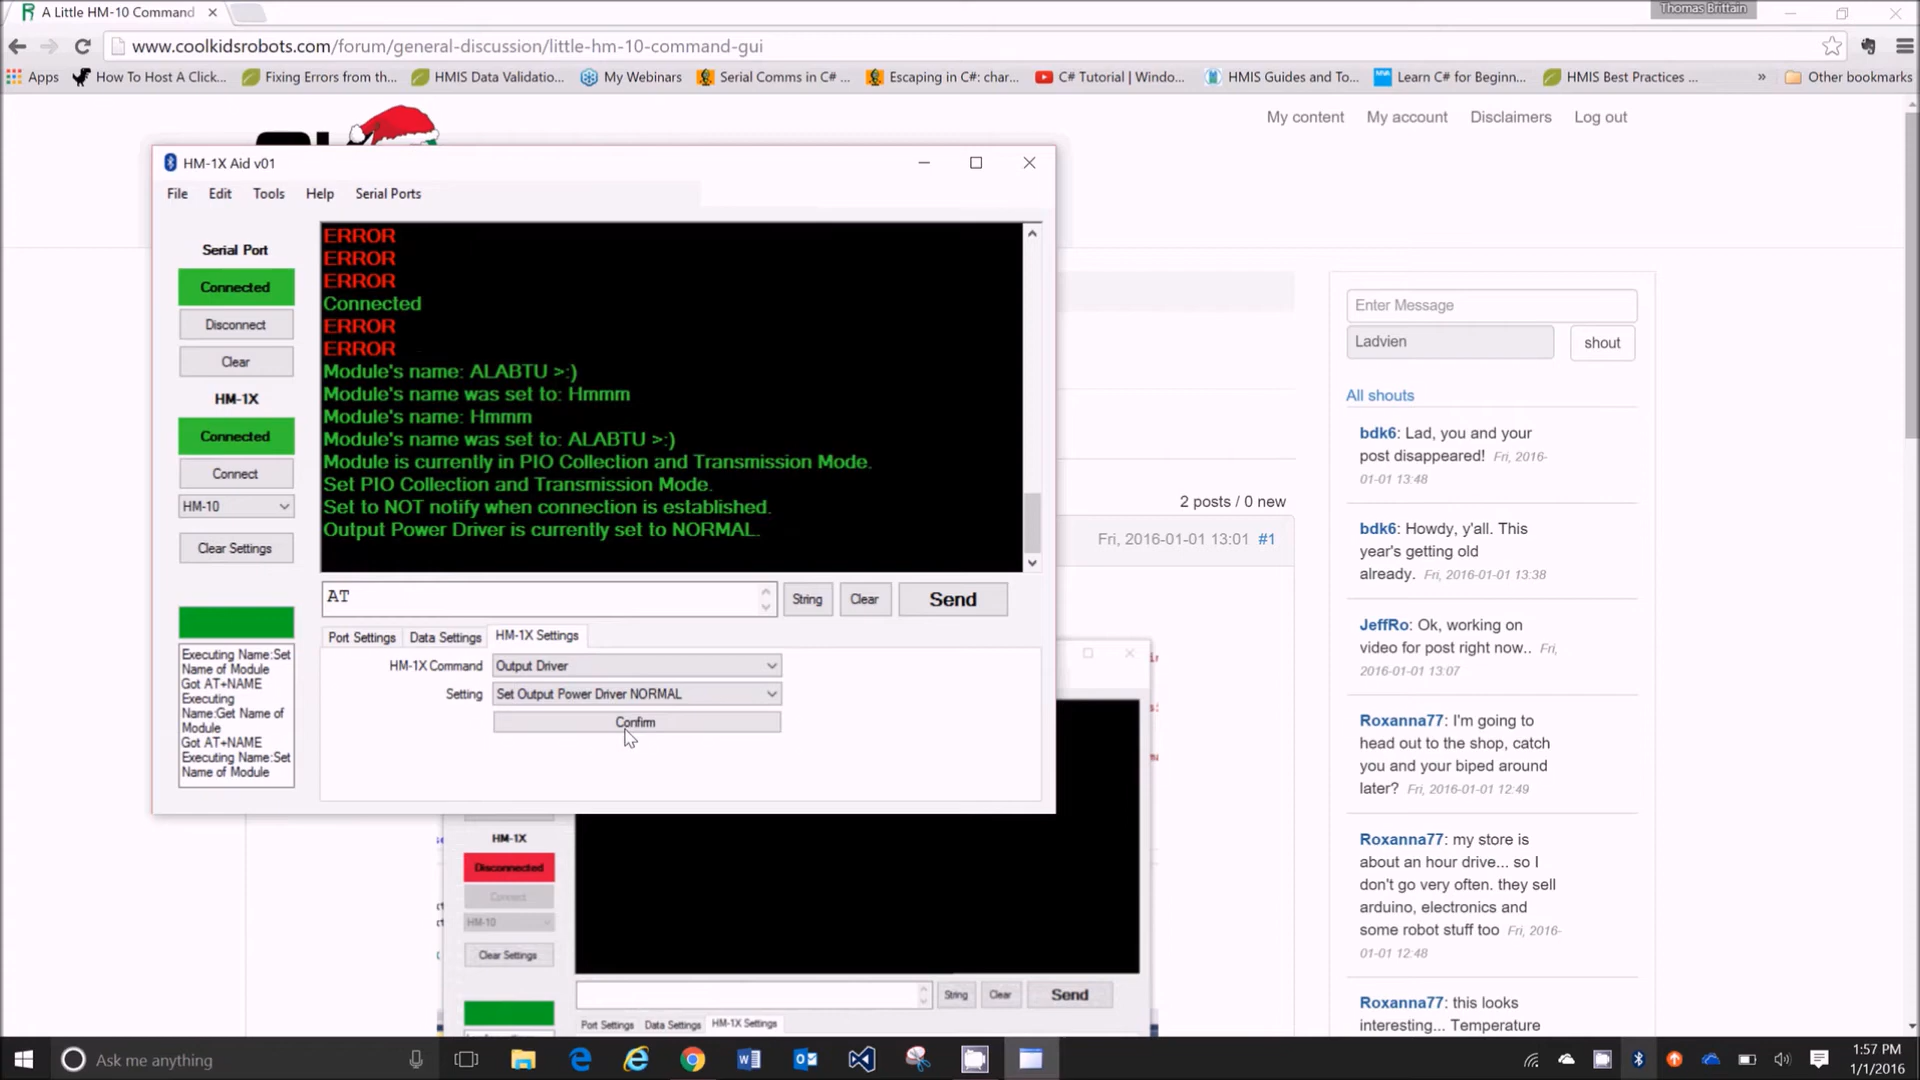 A Little HM-10 Command
Thomas Brittain
www.coolkidsrobots.com/forum/general-discussion/little-hm-10-command-gui
Apps
How To Host A Click...
Fixing Errors from th...
HMIS Data Validatio...
My Webinars
Serial Comms in C# ...
Escaping in C#: char...
C# Tutorial | Windo...
HMIS Guides and To...
Learn C# for Beginn...
HMIS Best Practices ...
»
Other bookmarks
My content
My account
Disclaimers
Log out
HM-1X Aid v01
File
Edit
Tools
Help
Serial Ports
Serial Port
Connected
Disconnect
Clear
HM-1X
Connected
Connect
HM-10
Clear Settings
Executing Name:Set
Name of Module
Got AT+NAME
Executing
Name:Get Name of
Module
Got AT+NAME
Executing Name:Set
Name of Module
ERROR
ERROR
ERROR
Connected
ERROR
ERROR
Module's name: ALABTU >:)
Module's name was set to: Hmmm
Module's name: Hmmm
Module's name was set to: ALABTU >:)
Module is currently in PIO Collection and Transmission Mode.
Set PIO Collection and Transmission Mode.
Set to NOT notify when connection is established.
Output Power Driver is currently set to NORMAL.
AT
String
Clear
Send
Port Settings
Data Settings
HM-1X Settings
HM-1X Command
Output Driver
Setting
Set Output Power Driver NORMAL
Confirm
2 posts / 0 new
Fri, 2016-01-01 13:01 #1
HM-1X
Disconnected
Connect
HM-10
Clear Settings
String
Clear
Send
Port Settings
Data Settings
HM-1X Settings
Enter Message
Ladvien
shout
All shouts
bdk6: Lad, you and your
post disappeared! Fri, 2016-
01-01 13:48
bdk6: Howdy, y'all. This
year's getting old
already. Fri, 2016-01-01 13:38
JeffRo: Ok, working on
video for post right now.. Fri,
2016-01-01 13:07
Roxanna77: I'm going to
head out to the shop, catch
you and your biped around
later? Fri, 2016-01-01 12:49
Roxanna77: my store is
about an hour drive... so I
don't go very often. they sell
arduino, electronics and
some robot stuff too Fri, 2016-
01-01 12:48
Roxanna77: this looks
interesting... Temperature
Ask me anything
1:57 PM
1/1/2016